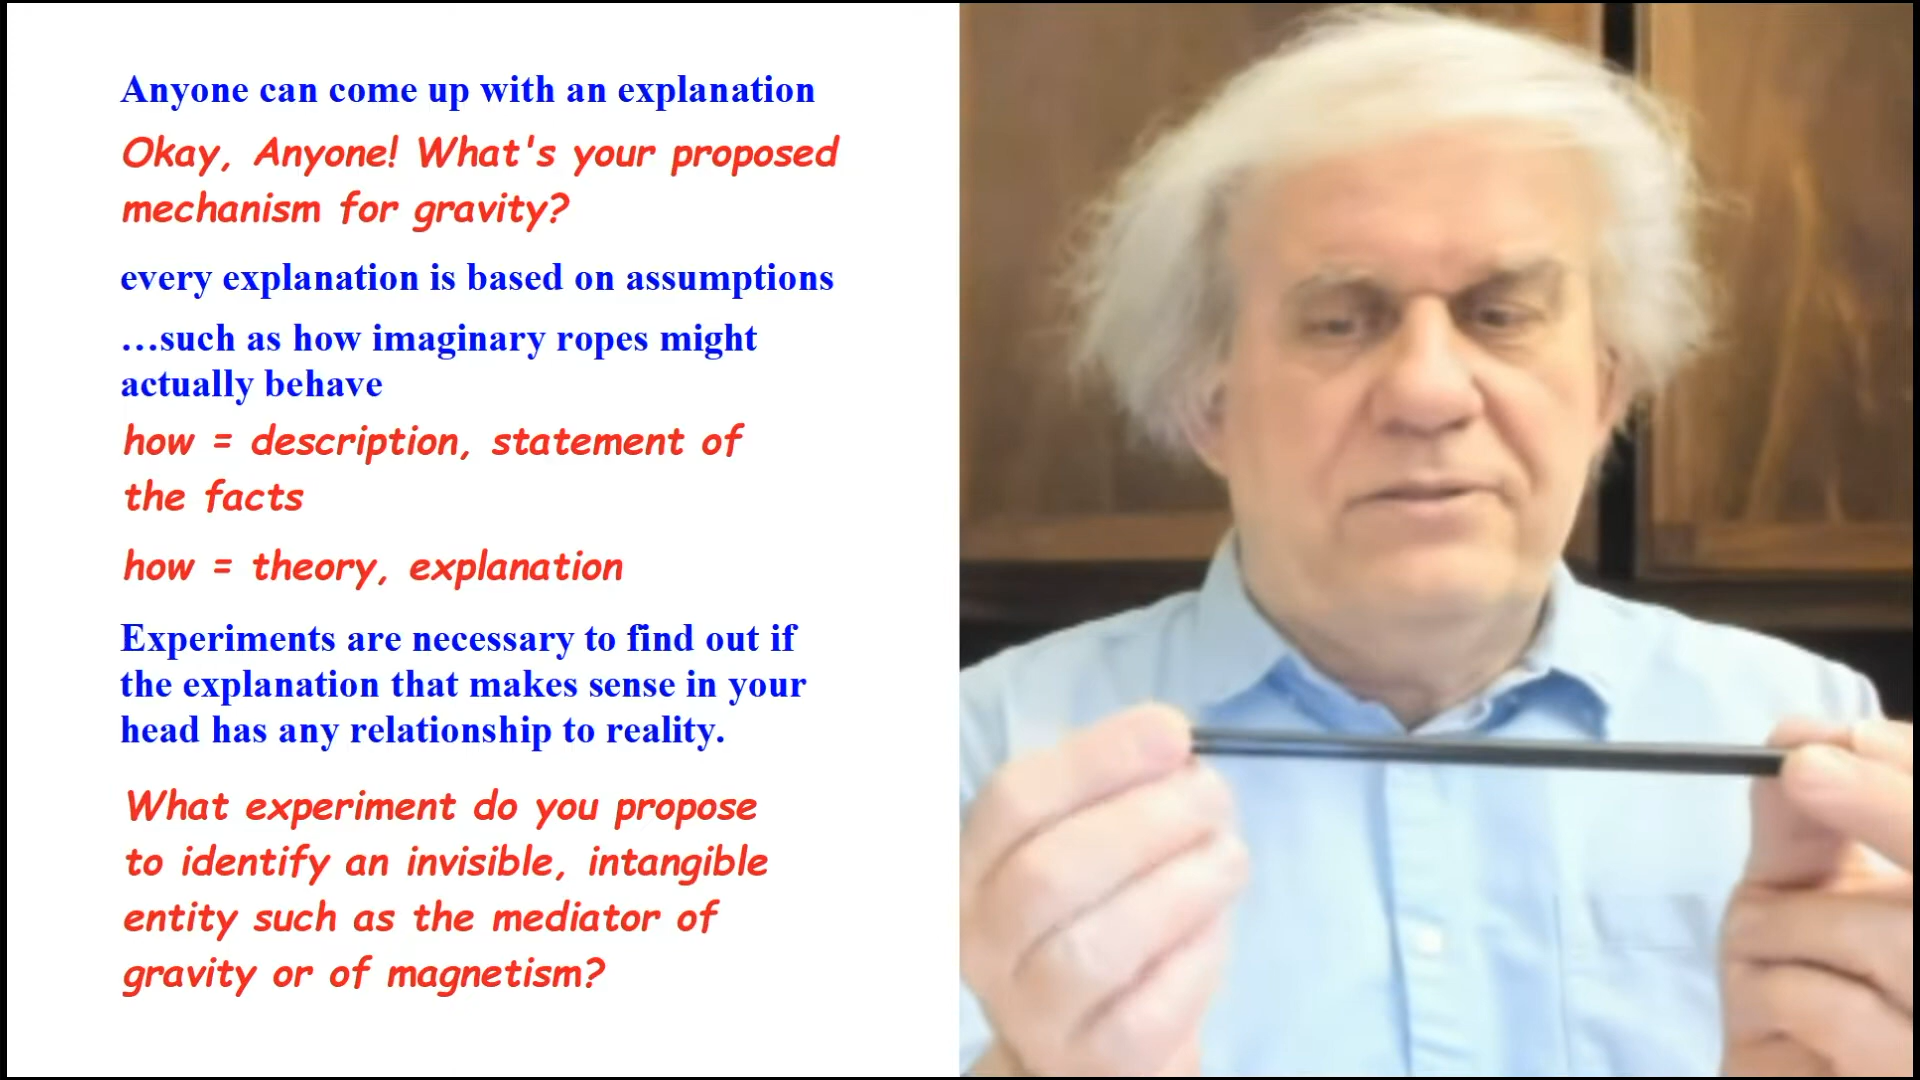 Anyone can come up with an explanation
Okay, Anyone! What's your proposed
mechanism for gravity?
every explanation is based on assumptions
…such as how imaginary ropes might
actually behave
how = description, statement of
the facts
how = theory, explanation
Experiments are necessary to find out if
the explanation that makes sense in your
head has any relationship to reality.
What experiment do you propose
to identify an invisible, intangible
entity such as the mediator of
gravity or of magnetism?